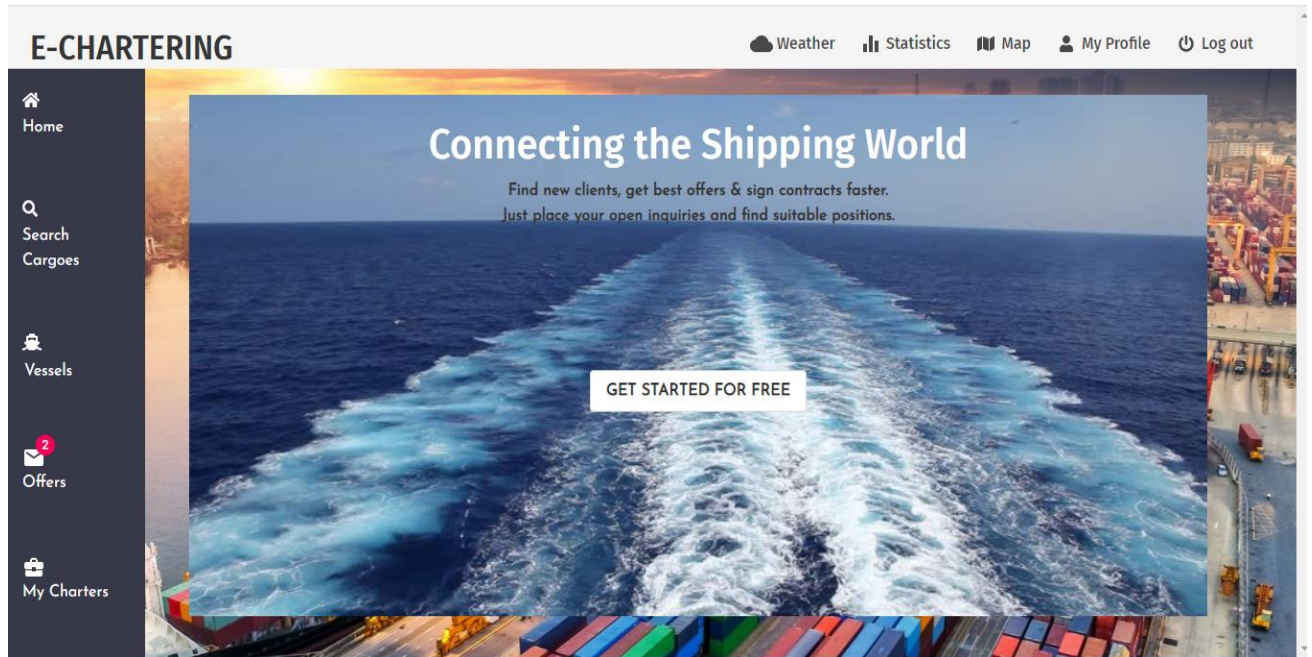 E-CHARTERING
Weather
Statistics
Map
My Profile
Log out
Home
Search
Cargoes
Vessels
2
Offers
My Charters
Connecting the Shipping World
Find new clients, get best offers & sign contracts faster.
Just place your open inquiries and find suitable positions.
GET STARTED FOR FREE